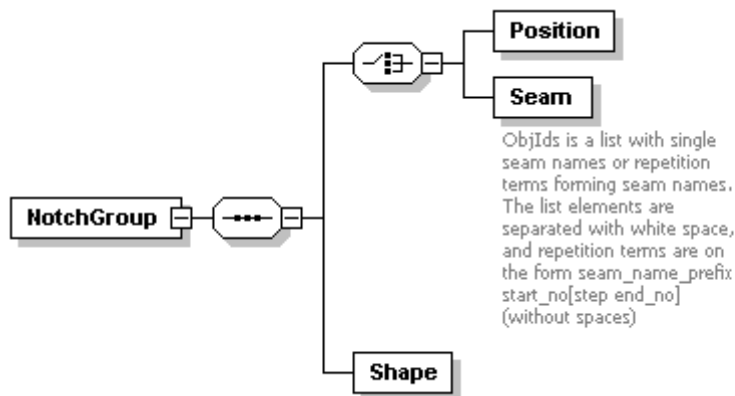 Position
Seam
ObjIds is a list with single
seam names or repetition
terms forming seam names.
The list elements are
separated with white space,
and repetition terms are on
the form seam_name_prefix
start_no[step end_no]
(without spaces)
NotchGroup
Shape